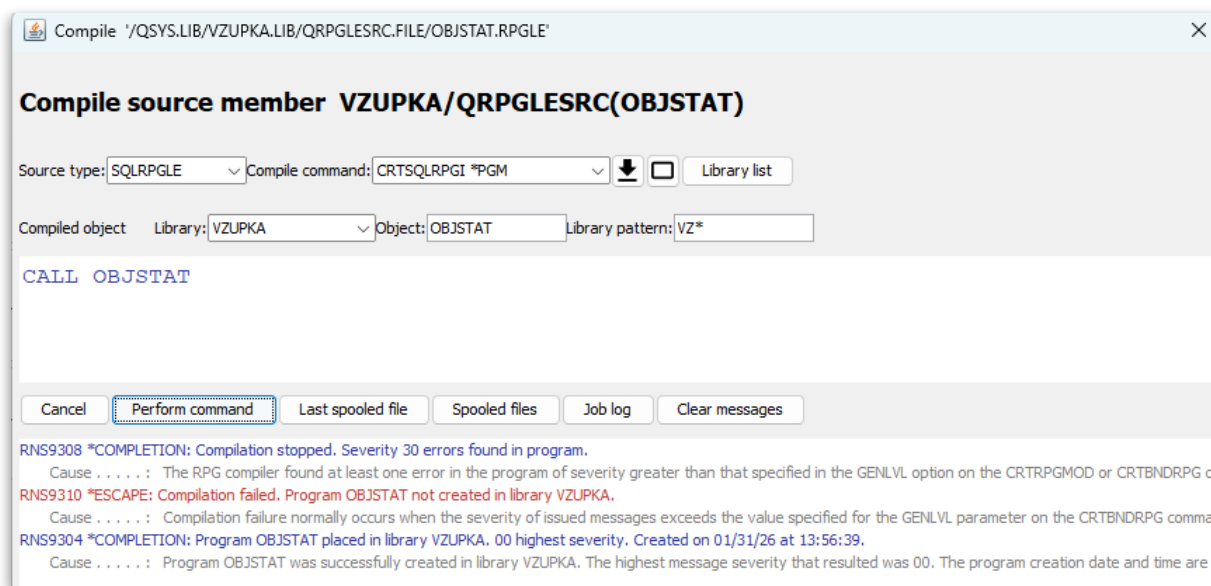 Compile '/QSYS.LIB/VZUPKA.LIB/QRPGLESRC.FILE/OBJSTAT.RPGLE'
Compile source member VZUPKA/QRPGLESRC(OBJSTAT)
Source type: SQLRPGLE Compile command: CRTSQLRPGI *PGM Library list
Compiled object Library: VZUPKA Object: OBJSTAT Library pattern: VZ*
CALL OBJSTAT
Cancel Perform command Last spooled file Spooled files Job log Clear messages
RNS9308 *COMPLETION: Compilation stopped. Severity 30 errors found in program.
Cause . . . . . : The RPG compiler found at least one error in the program of severity greater than that specified in the GENLVL option on the CRTRPGMOD or CRTBNDRPG
RNS9310 *ESCAPE: Compilation failed. Program OBJSTAT not created in library VZUPKA.
Cause . . . . . : Compilation failure normally occurs when the severity of issued messages exceeds the value specified for the GENLVL parameter on the CRTBNDRPG
RNS9304 *COMPLETION: Program OBJSTAT placed in library VZUPKA. 00 highest severity. Created on 01/31/26 at 13:56:39.
Cause . . . . . : Program OBJSTAT was successfully created in library VZUPKA. The highest message severity that resulted was 00. The program creation date and time are